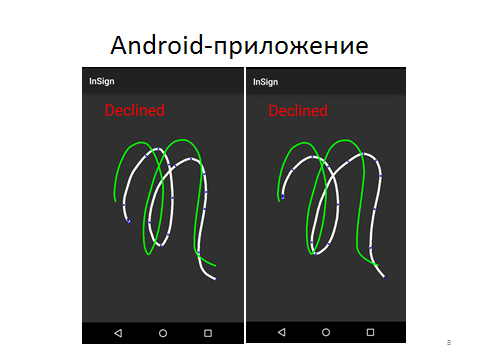 Android-приложение
InSign
Declined
InSign
Declined
8